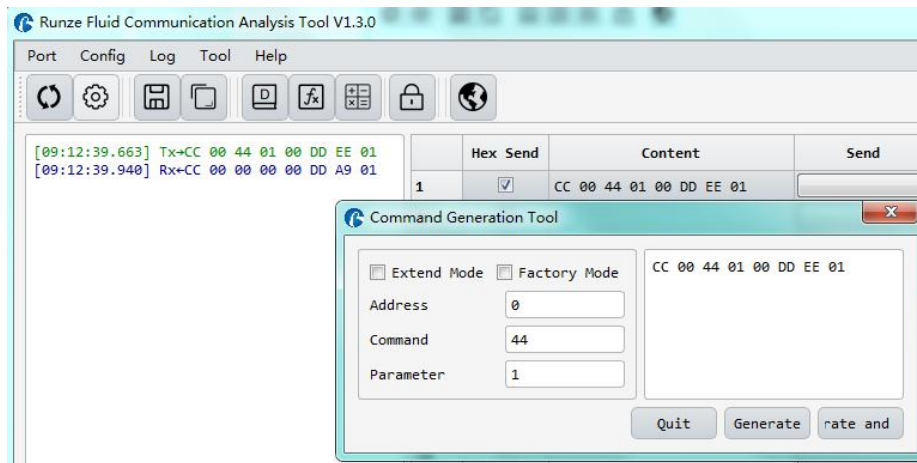 Runze Fluid Communication Analysis Tool V1.3.0
Port Config Log Tool Help
[09:12:39.663] Tx→CC 00 44 01 00 DD EE 01
[09:12:39.940] Rx←CC 00 00 00 00 DD A9 01
Hex Send Content Send
1 CC 00 44 01 00 DD EE 01
Command Generation Tool
Extend Mode Factory Mode
Address 0
Command 44
Parameter 1
CC 00 44 01 00 DD EE 01
Quit Generate rate and